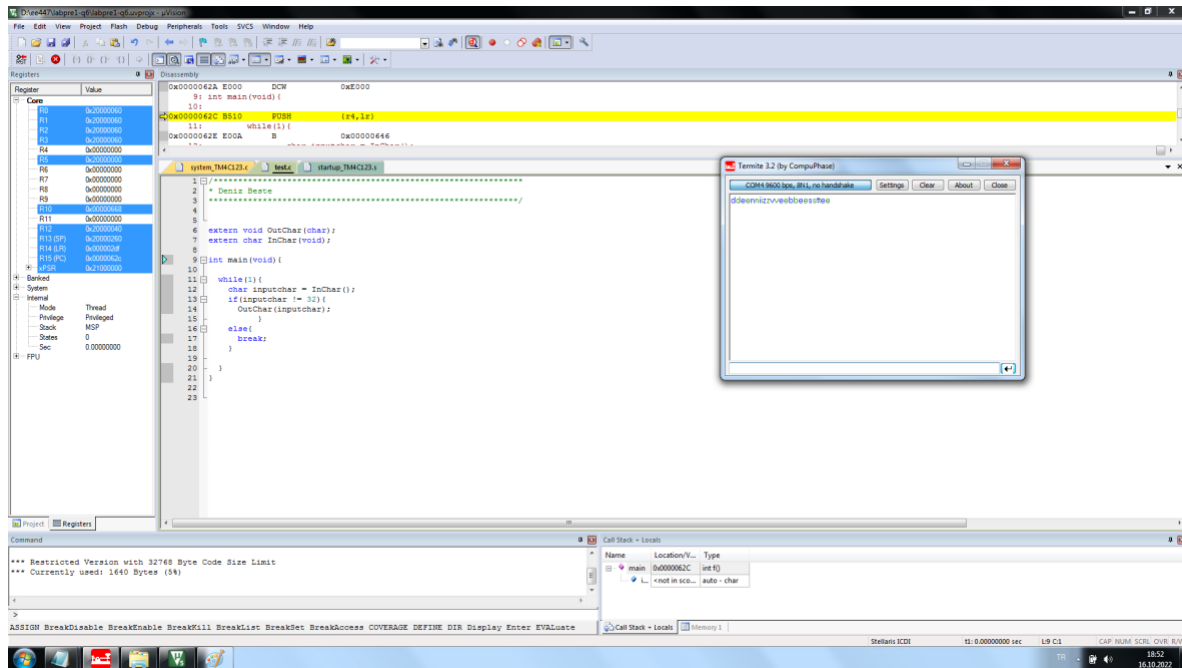 D:\ee447\labpre1-q6\labpre1-q6.uvprojx - µVision
File Edit View Project Flash Debug Peripherals Tools SVCS Window Help
Registers
Register Value
Core
R0 0x20000060
R1 0x20000060
R2 0x20000060
R3 0x20000060
R4 0x00000000
R5 0x20000000
R6 0x00000000
R7 0x00000000
R8 0x00000000
R9 0x00000000
R10 0x00000668
R11 0x00000000
R12 0x20000040
R13 (SP) 0x20000260
R14 (LR) 0x000002df
R15 (PC) 0x0000062c
xPSR 0x21000000
Banked
System
Internal
Mode Thread
Privilege Privileged
Stack MSP
States 0
Sec 0.00000000
FPU
Project Registers
Disassembly
0x0000062A E000 DCW 0xE000
9: int main(void){
10:
0x0000062C B510 PUSH {r4,lr}
11: while(1){
0x0000062E E00A B 0x00000646
system_TM4C123.c test.c startup_TM4C123.s
1 /******************************************************************
2 * Deniz Beste
3 ******************************************************************/
4
5
6 extern void OutChar(char);
7 extern char InChar(void);
8
9 int main(void){
10
11 while(1){
12 char inputchar = InChar();
13 if(inputchar != 32){
14 OutChar(inputchar);
15 }
16 else{
17 break;
18 }
19
20 }
21 }
22
23
Termite 3.2 (by CompuPhase)
COM4 9600 bps, 8N1, no handshake Settings Clear About Close
ddeenniizzvveebbeessttee
Command
*** Restricted Version with 32768 Byte Code Size Limit
*** Currently used: 1640 Bytes (5%)
>
ASSIGN BreakDisable BreakEnable BreakKill BreakList BreakSet BreakAccess COVERAGE DEFINE DIR Display Enter EVALuate
Call Stack + Locals
Name Location/V... Type
main 0x0000062C int f()
i... <not in sco... auto - char
Call Stack + Locals Memory 1
Stellaris ICDI t1: 0.00000000 sec L:9 C:1 CAP NUM SCRL OVR R/W
TR 18:52
16.10.2022